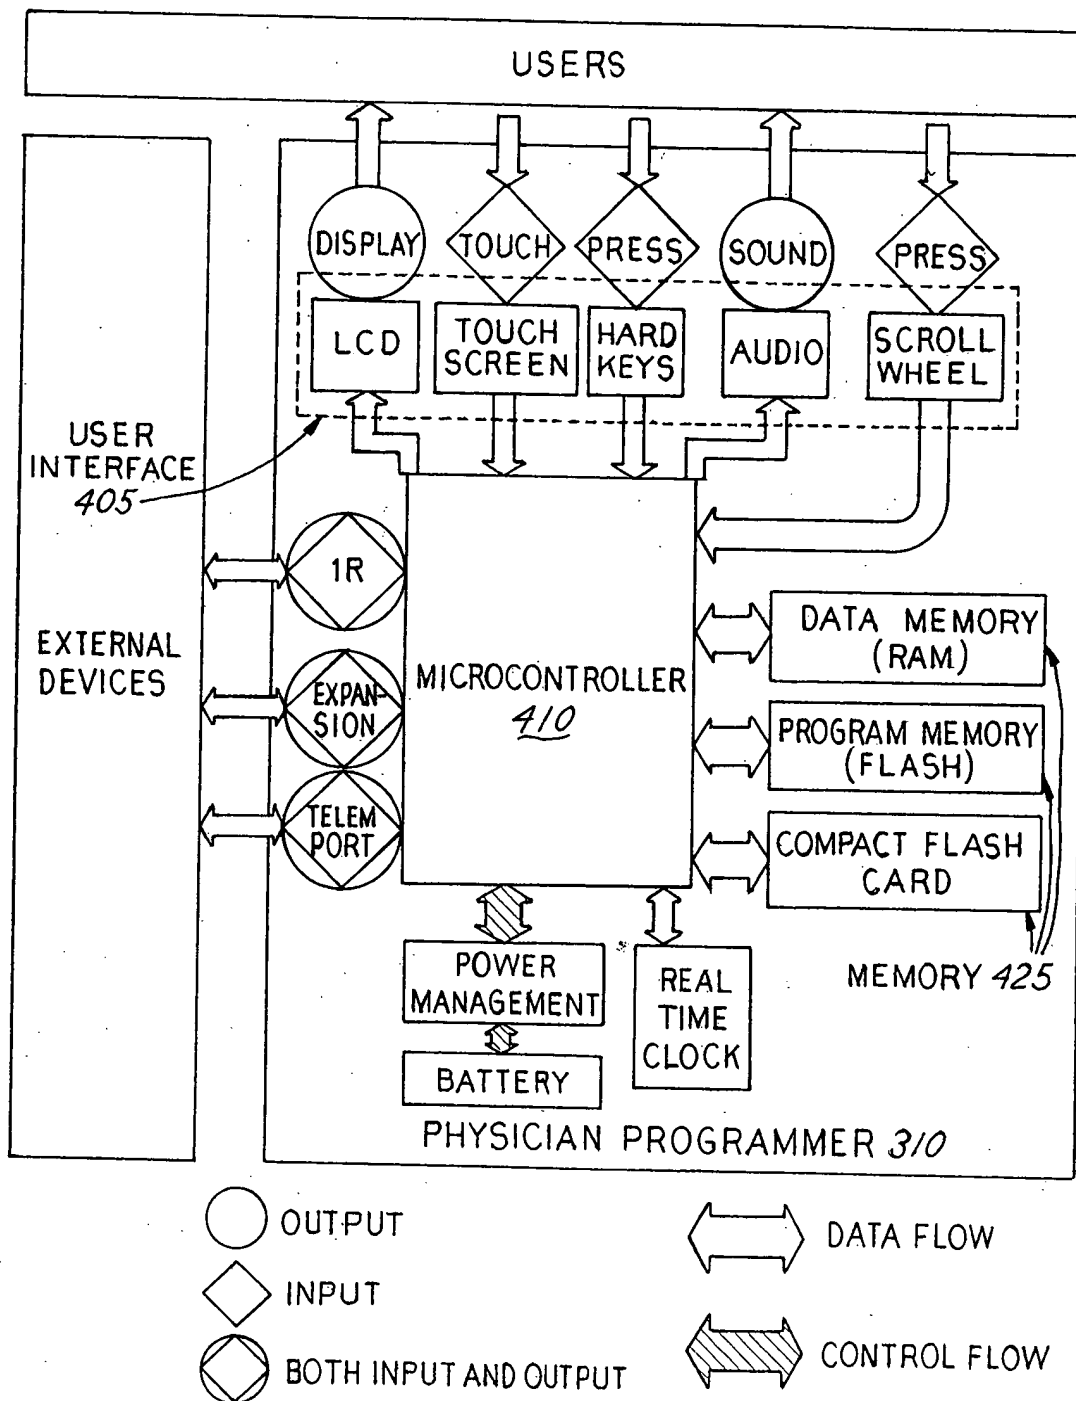 USERS
DISPLAY
TOUCH
PRESS
SOUND
PRESS
LCD
TOUCH
SCREEN
HARD
KEYS
AUDIO
SCROLL
WHEEL
USER
INTERFACE
405
1R
EXPAN-
SION
TELEM
PORT
EXTERNAL
DEVICES
MICROCONTROLLER
410
DATA MEMORY
(RAM)
PROGRAM MEMORY
(FLASH)
COMPACT FLASH
CARD
MEMORY 425
POWER
MANAGEMENT
BATTERY
REAL
TIME
CLOCK
PHYSICIAN PROGRAMMER 310
OUTPUT
INPUT
BOTH INPUT AND OUTPUT
DATA FLOW
CONTROL FLOW